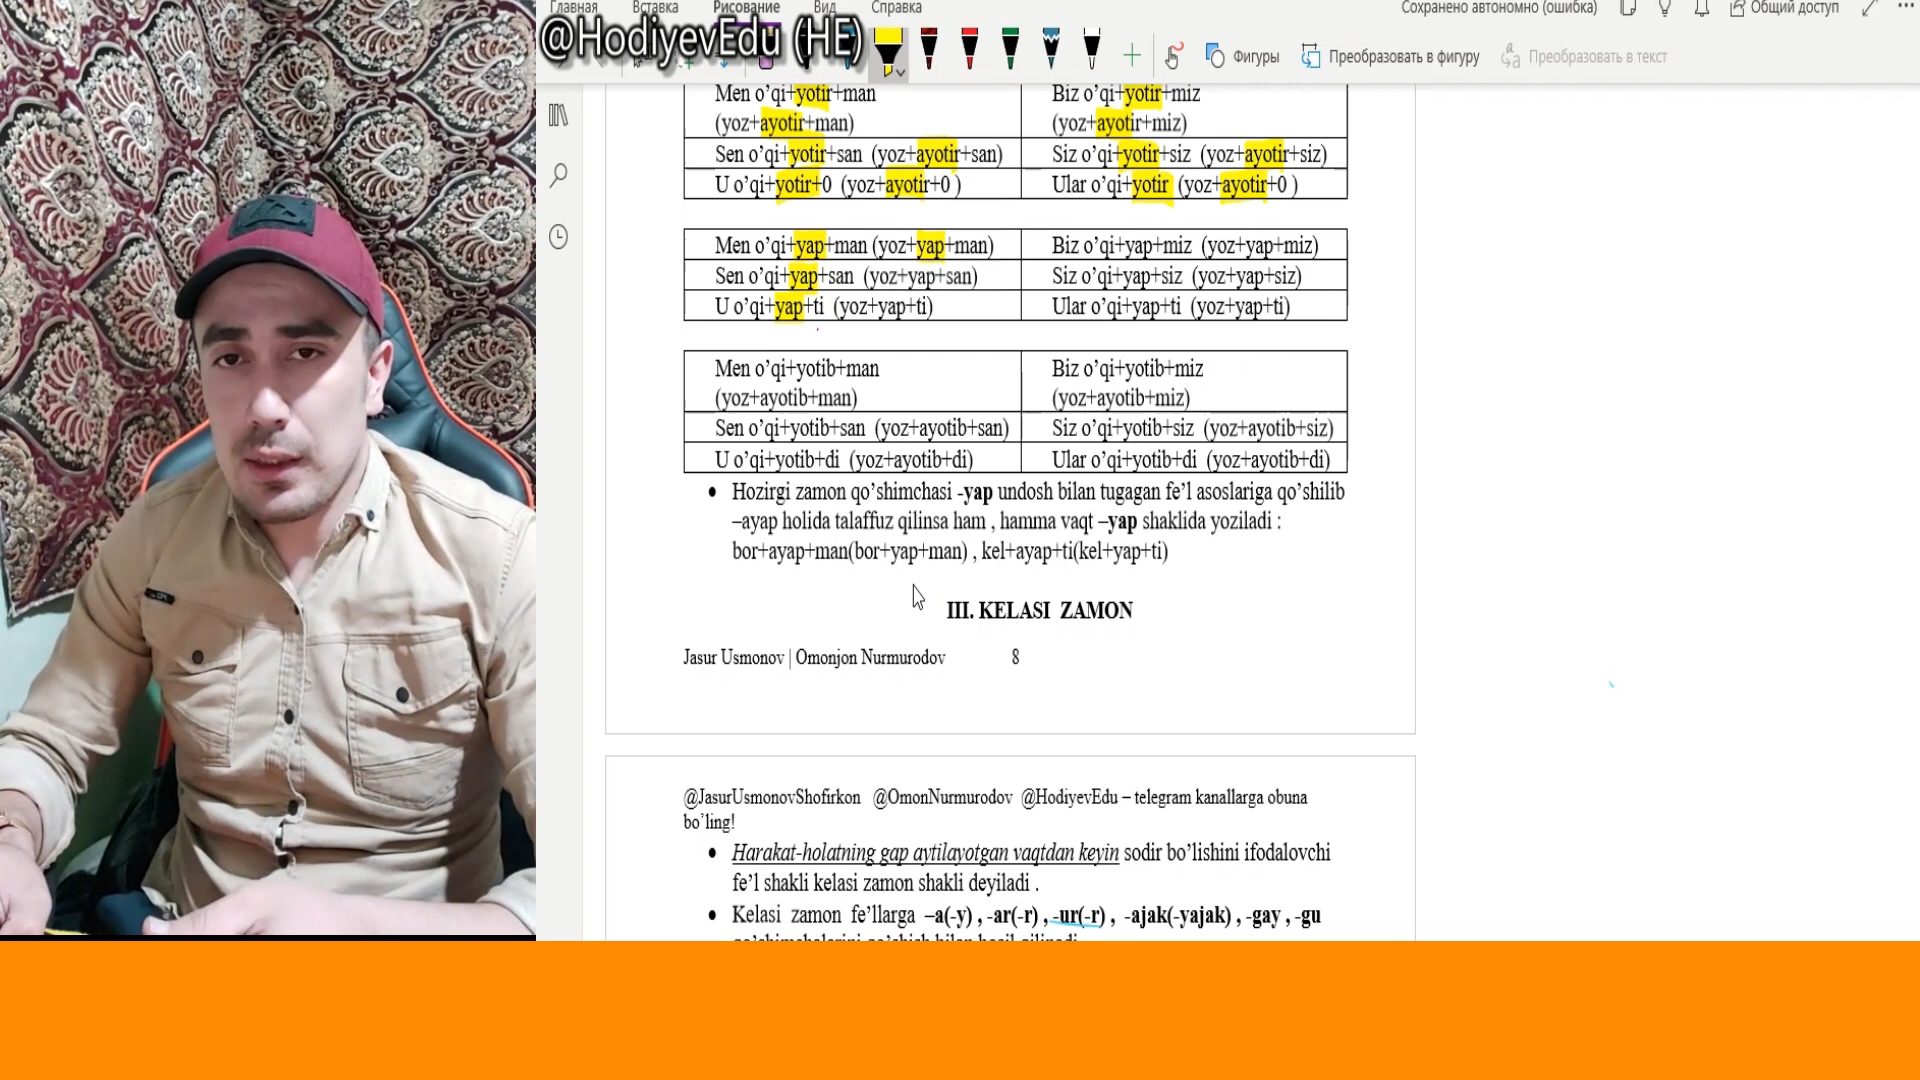 Главная Вставка Рисование Вид Справка Сохранено автономно (ошибка) Общий доступ
@HodiyevEdu (HE)
Фигуры Преобразовать в фигуру Преобразовать в текст
Men o’qi+yotir+man Biz o’qi+yotir+miz
(yoz+ayotir+man) (yoz+ayotir+miz)
Sen o’qi+yotir+san (yoz+ayotir+san) Siz o’qi+yotir+siz (yoz+ayotir+siz)
U o’qi+yotir+0 (yoz+ayotir+0 ) Ular o’qi+yotir (yoz+ayotir+0 )
Men o’qi+yap+man (yoz+yap+man) Biz o’qi+yap+miz (yoz+yap+miz)
Sen o’qi+yap+san (yoz+yap+san) Siz o’qi+yap+siz (yoz+yap+siz)
U o’qi+yap+ti (yoz+yap+ti) Ular o’qi+yap+ti (yoz+yap+ti)
Men o’qi+yotib+man Biz o’qi+yotib+miz
(yoz+ayotib+man) (yoz+ayotib+miz)
Sen o’qi+yotib+san (yoz+ayotib+san) Siz o’qi+yotib+siz (yoz+ayotib+siz)
U o’qi+yotib+di (yoz+ayotib+di) Ular o’qi+yotib+di (yoz+ayotib+di)
• Hozirgi zamon qo’shimchasi -yap undosh bilan tugagan fe’l asoslariga qo’shilib
–ayap holida talaffuz qilinsa ham , hamma vaqt –yap shaklida yoziladi :
bor+ayap+man(bor+yap+man) , kel+ayap+ti(kel+yap+ti)
III. KELASI ZAMON
Jasur Usmonov | Omonjon Nurmurodov 8
@JasurUsmonovShofirkon @OmonNurmurodov @HodiyevEdu – telegram kanallarga obuna
bo’ling!
• Harakat-holatning gap aytilayotgan vaqtdan keyin sodir bo’lishini ifodalovchi
fe’l shakli kelasi zamon shakli deyiladi .
• Kelasi zamon fe’llarga –a(-y) , -ar(-r) , -ur(-r) , -ajak(-yajak) , -gay , -gu